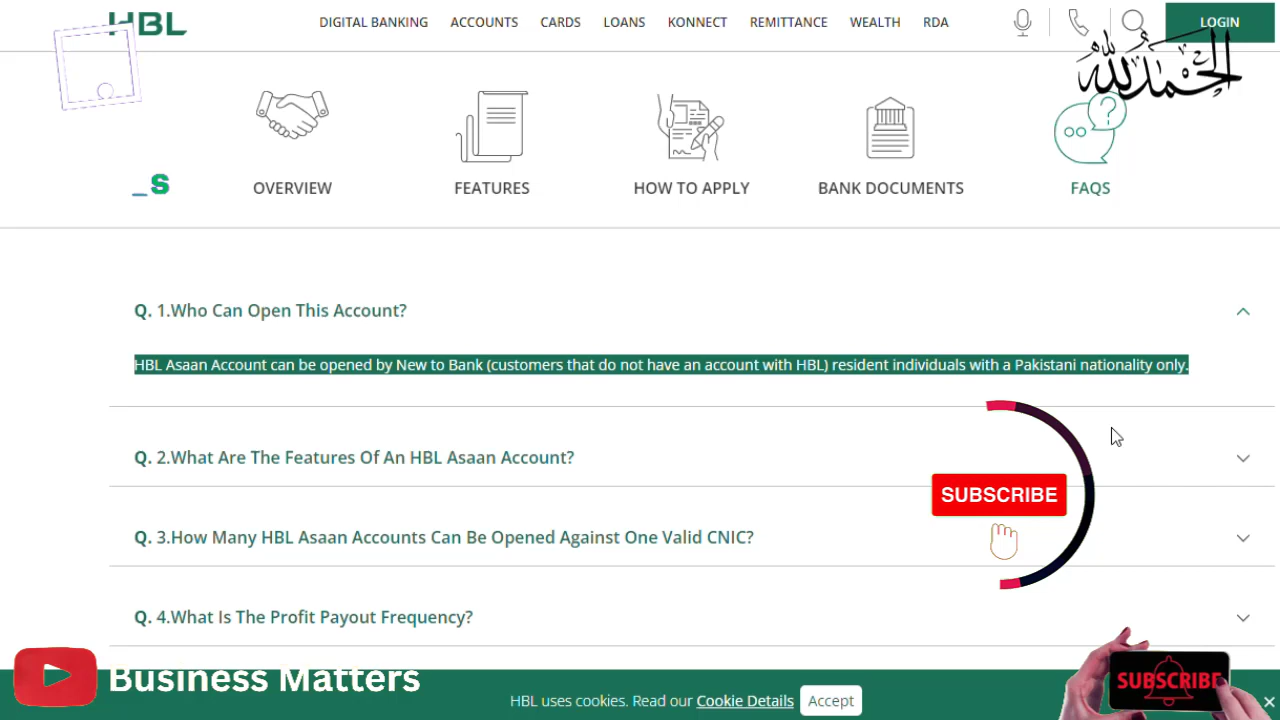 HBL
DIGITAL BANKING ACCOUNTS CARDS LOANS KONNECT REMITTANCE WEALTH RDA LOGIN
الحمد لله
_S
OVERVIEW FEATURES HOW TO APPLY BANK DOCUMENTS FAQS
Q. 1.Who Can Open This Account?
HBL Asaan Account can be opened by New to Bank (customers that do not have an account with HBL) resident individuals with a Pakistani nationality only.
Q. 2.What Are The Features Of An HBL Asaan Account?
SUBSCRIBE
Q. 3.How Many HBL Asaan Accounts Can Be Opened Against One Valid CNIC?
Q. 4.What Is The Profit Payout Frequency?
Business Matters
SUBSCRIBE
HBL uses cookies. Read our Cookie Details Accept